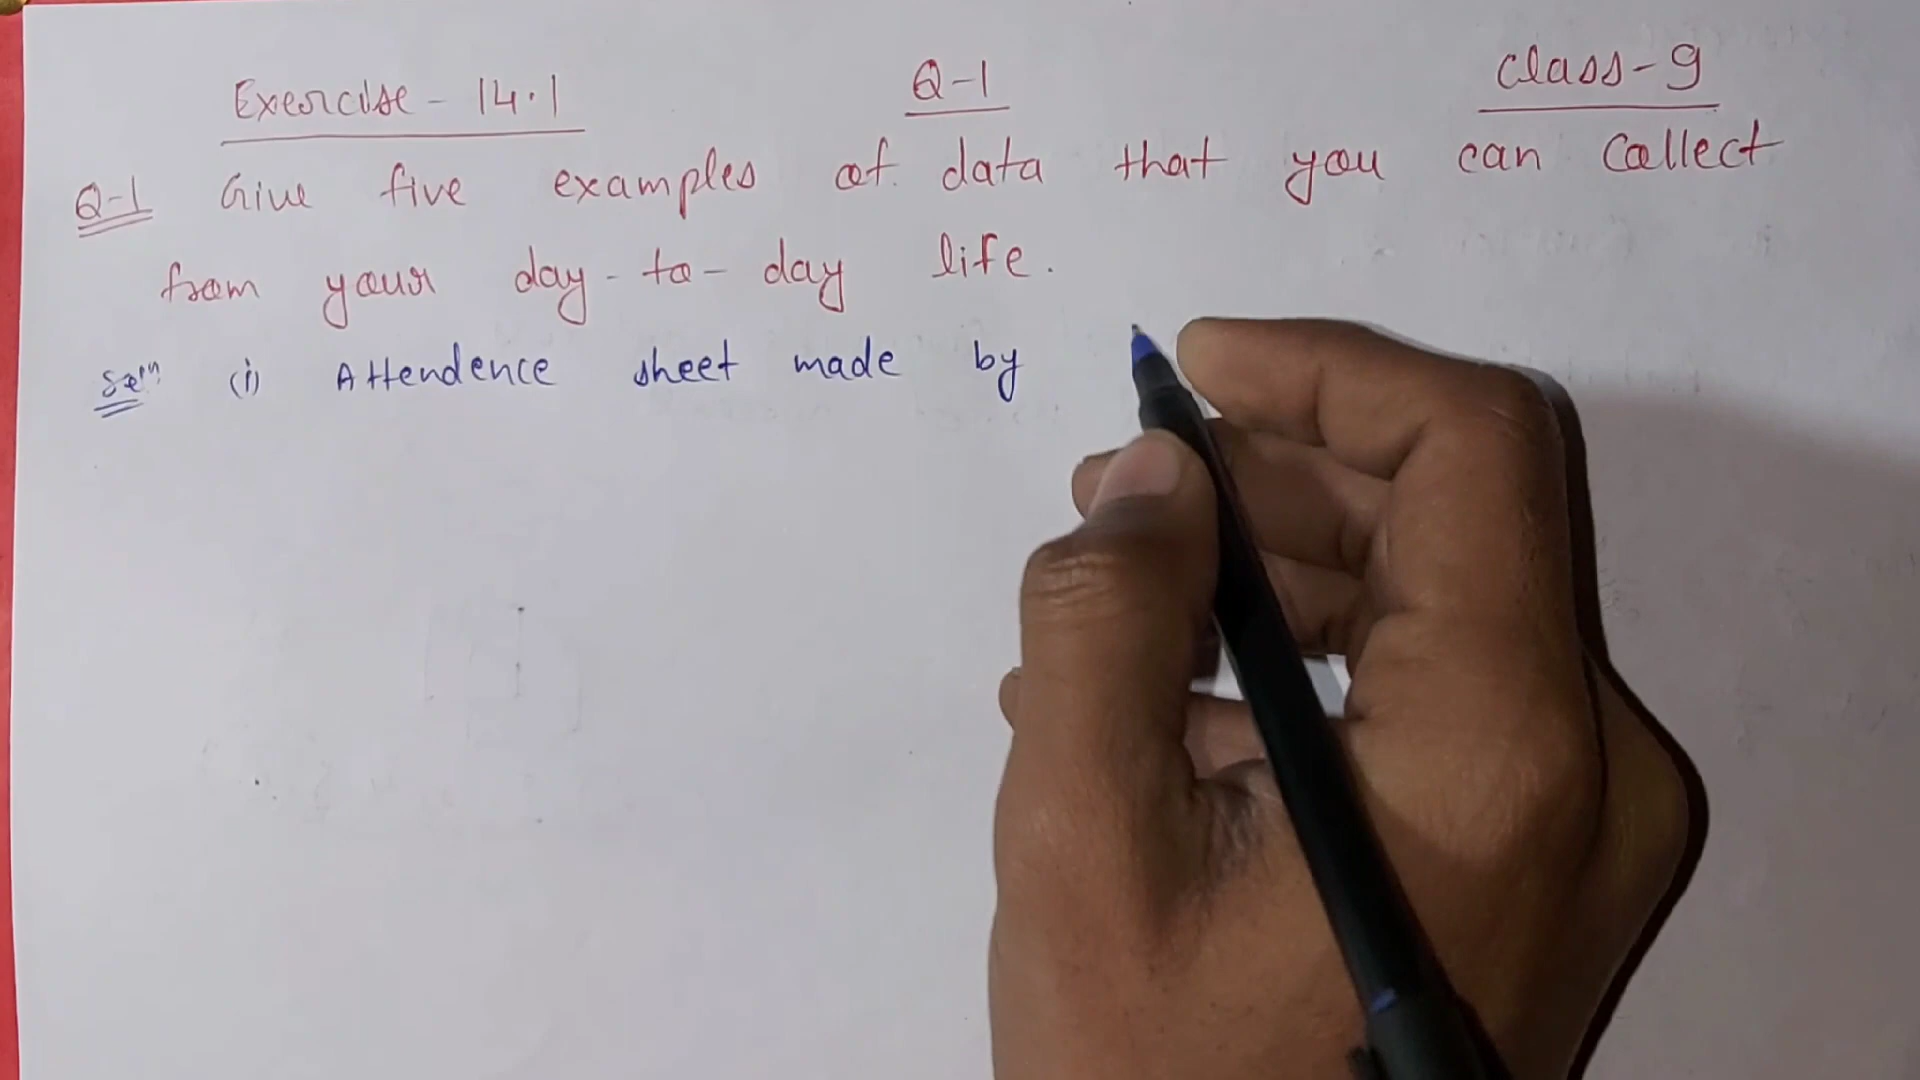 Exercise - 14.1 Q-1 Class-9
Q-1 Give five examples of data that you can Collect
from your day-to-day life.
Solⁿ (i) Attendence sheet made by